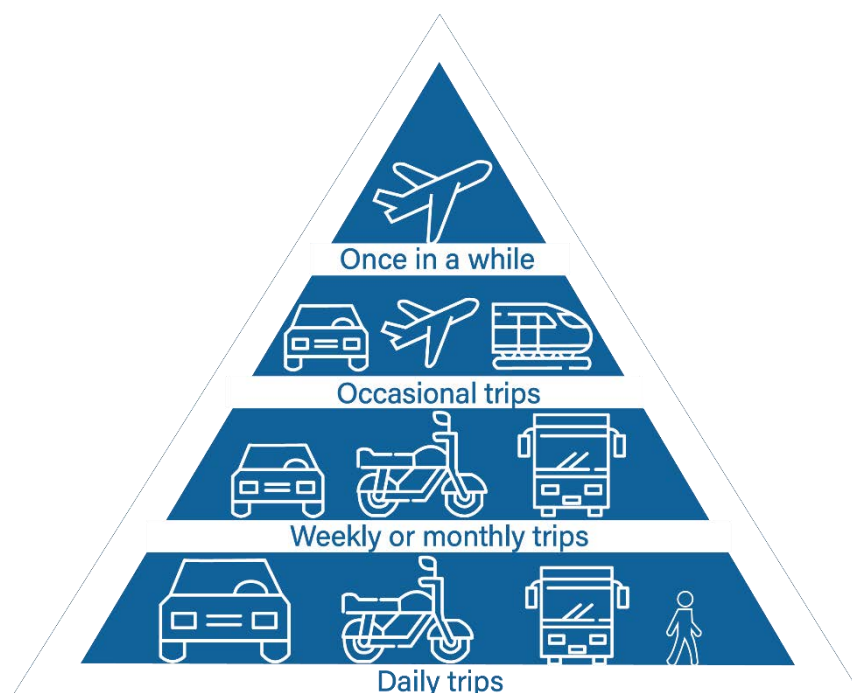 Once in a while
Occasional trips
Weekly or monthly trips
Daily trips